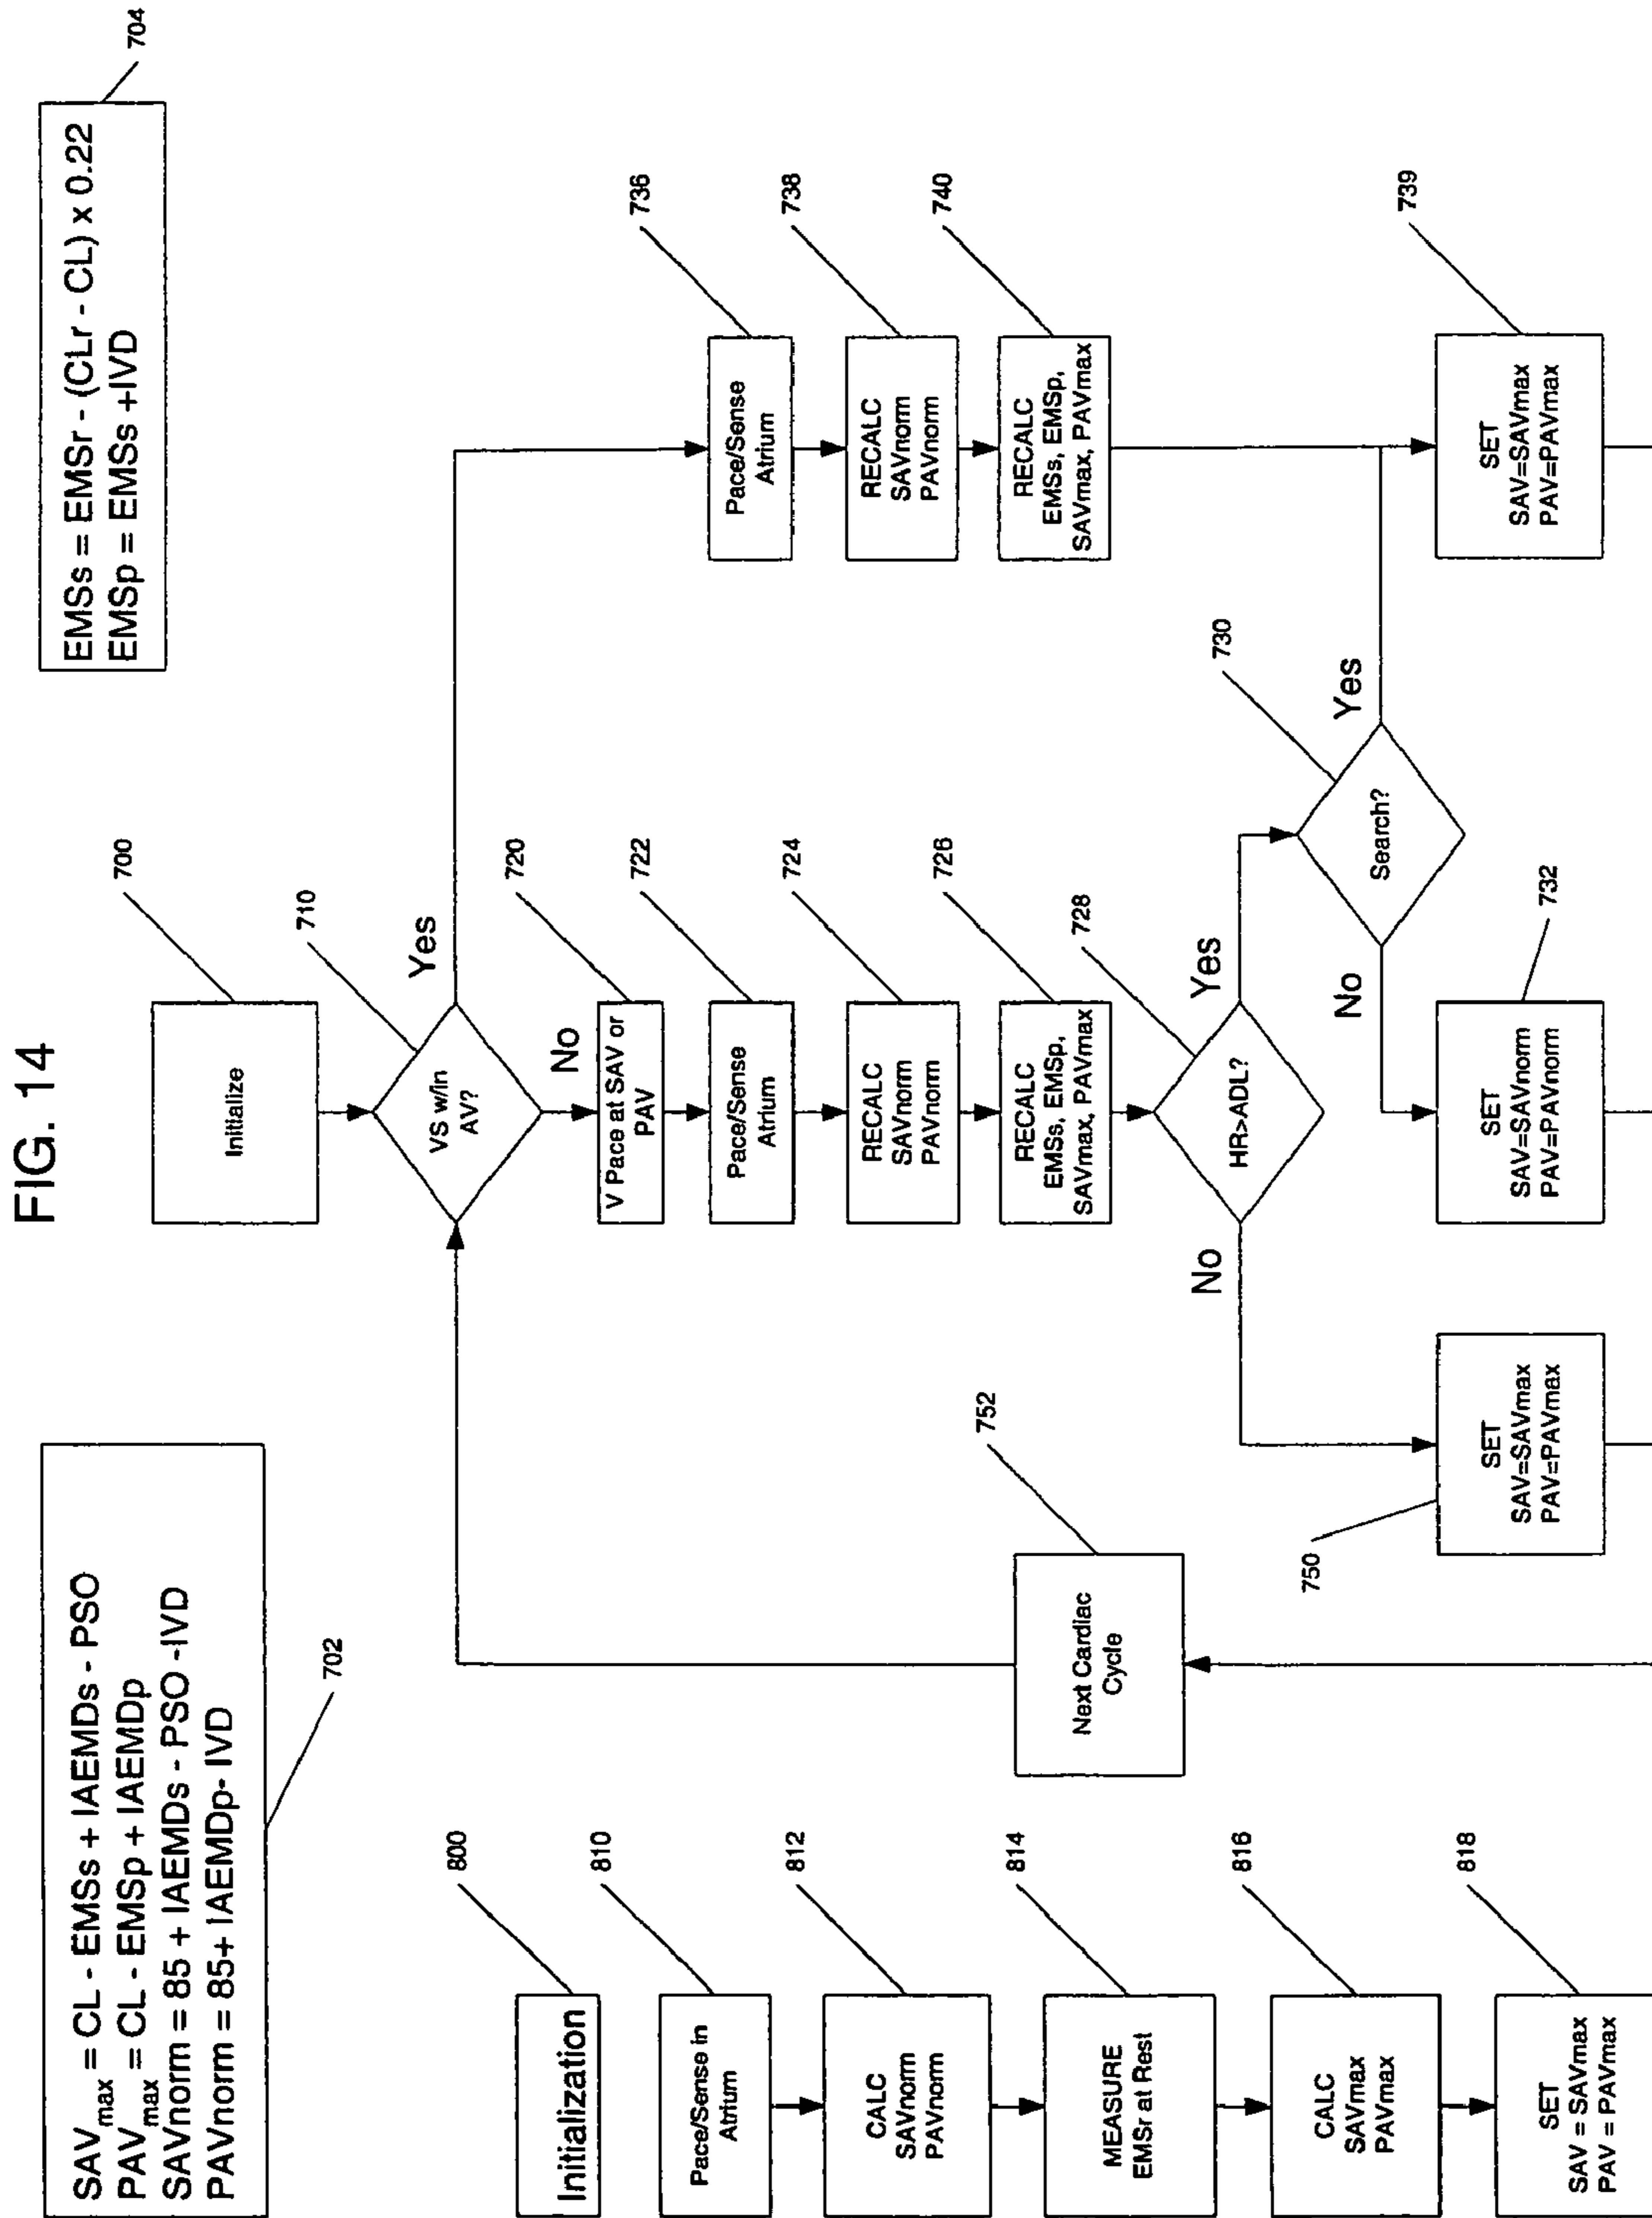 FIG. 14
SAVmax = CL - EMSs + IAEMDs - PSO
PAVmax = CL - EMSp + IAEMDp
SAVnorm = 85 + IAEMDs - PSO -IVD
PAVnorm = 85+ IAEMDp- IVD
702
EMSs = EMSr - (CLr - CL) x 0.22
EMSp = EMSs +IVD
704
800
Initialization
810
Pace/Sense in
Atrium
812
CALC
SAVnorm
PAVnorm
814
MEASURE
EMSr at Rest
816
CALC
SAVmax
PAVmax
818
SET
SAV = SAVmax
PAV = PAVmax
700
Initialize
710
VS w/in
AV?
Yes
No
720
V Pace at SAV or
PAV
722
Pace/Sense
Atrium
724
RECALC
SAVnorm
PAVnorm
726
RECALC
EMSs, EMSp,
SAVmax, PAVmax
728
HR>ADL?
No
Yes
730
Search?
No
Yes
732
SET
SAV=SAVnorm
PAV=PAVnorm
736
Pace/Sense
Atrium
738
RECALC
SAVnorm
PAVnorm
740
RECALC
EMSs, EMSp,
SAVmax, PAVmax
739
SET
SAV=SAVmax
PAV=PAVmax
750
SET
SAV=SAVmax
PAV=PAVmax
752
Next Cardiac
Cycle